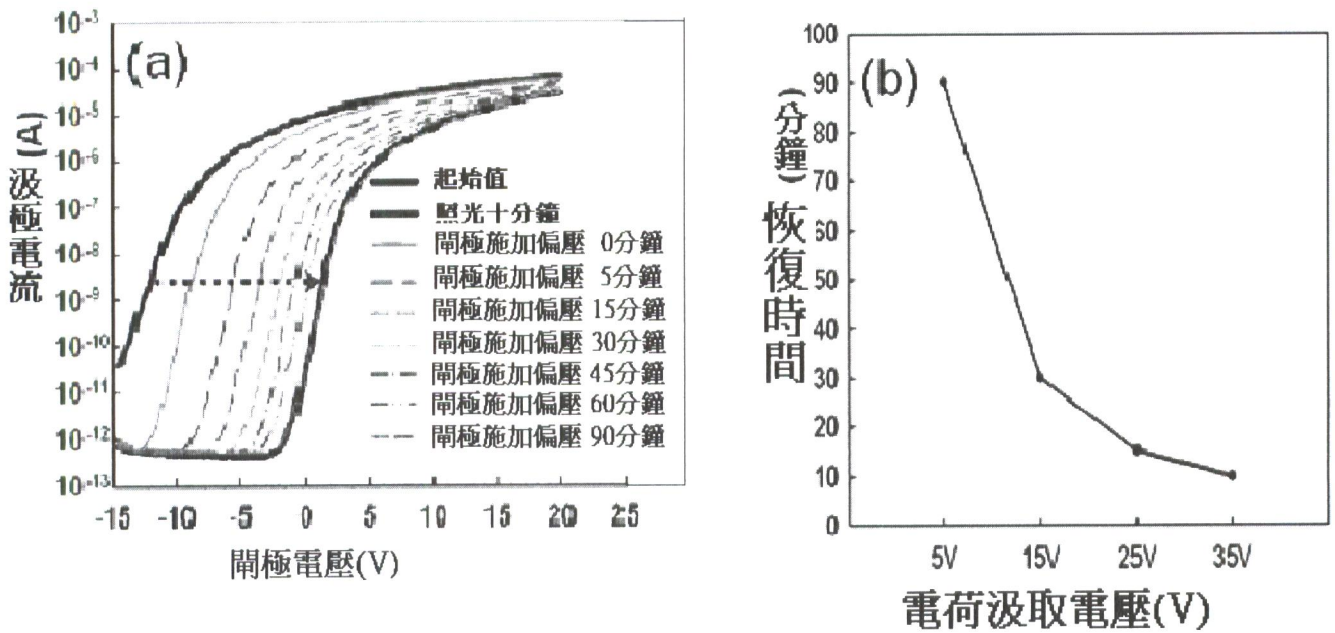 (a)
汲極電流 (A)
10⁻³
10⁻⁴
10⁻⁵
10⁻⁶
10⁻⁷
10⁻⁸
10⁻⁹
10⁻¹⁰
10⁻¹¹
10⁻¹²
10⁻¹³
起始值
照光十分鐘
閘極施加偏壓 0分鐘
閘極施加偏壓 5分鐘
閘極施加偏壓 15分鐘
閘極施加偏壓 30分鐘
閘極施加偏壓 45分鐘
閘極施加偏壓 60分鐘
閘極施加偏壓 90分鐘
-15 -10 -5 0 5 10 15 20 25
閘極電壓(V)
(b)
恢復時間(分鐘)
100
90
80
70
60
50
40
30
20
10
0
5V 15V 25V 35V
電荷汲取電壓(V)